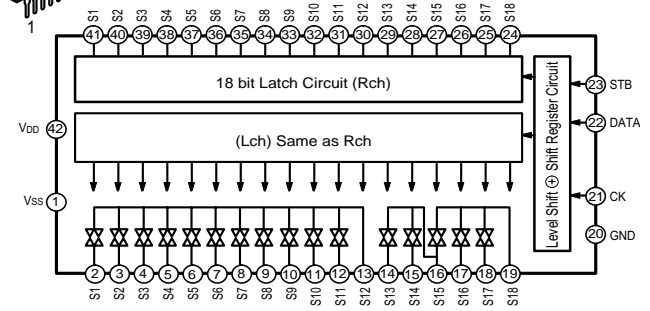 1
S1 S2 S3 S4 S5 S6 S7 S8 S9 S10 S11 S12 S13 S14 S15 S16 S17 S18
41 40 39 38 37 36 35 34 33 32 31 30 29 28 27 26 25 24
18 bit Latch Circuit (Rch)
23 STB
VDD 42
(Lch) Same as Rch
22 DATA
Level Shift ⊕ Shift Register Circuit
Vss 1
21 CK
20 GND
2 3 4 5 6 7 8 9 10 11 12 13 14 15 16 17 18 19
S1 S2 S3 S4 S5 S6 S7 S8 S9 S10 S11 S12 S13 S14 S15 S16 S17 S18